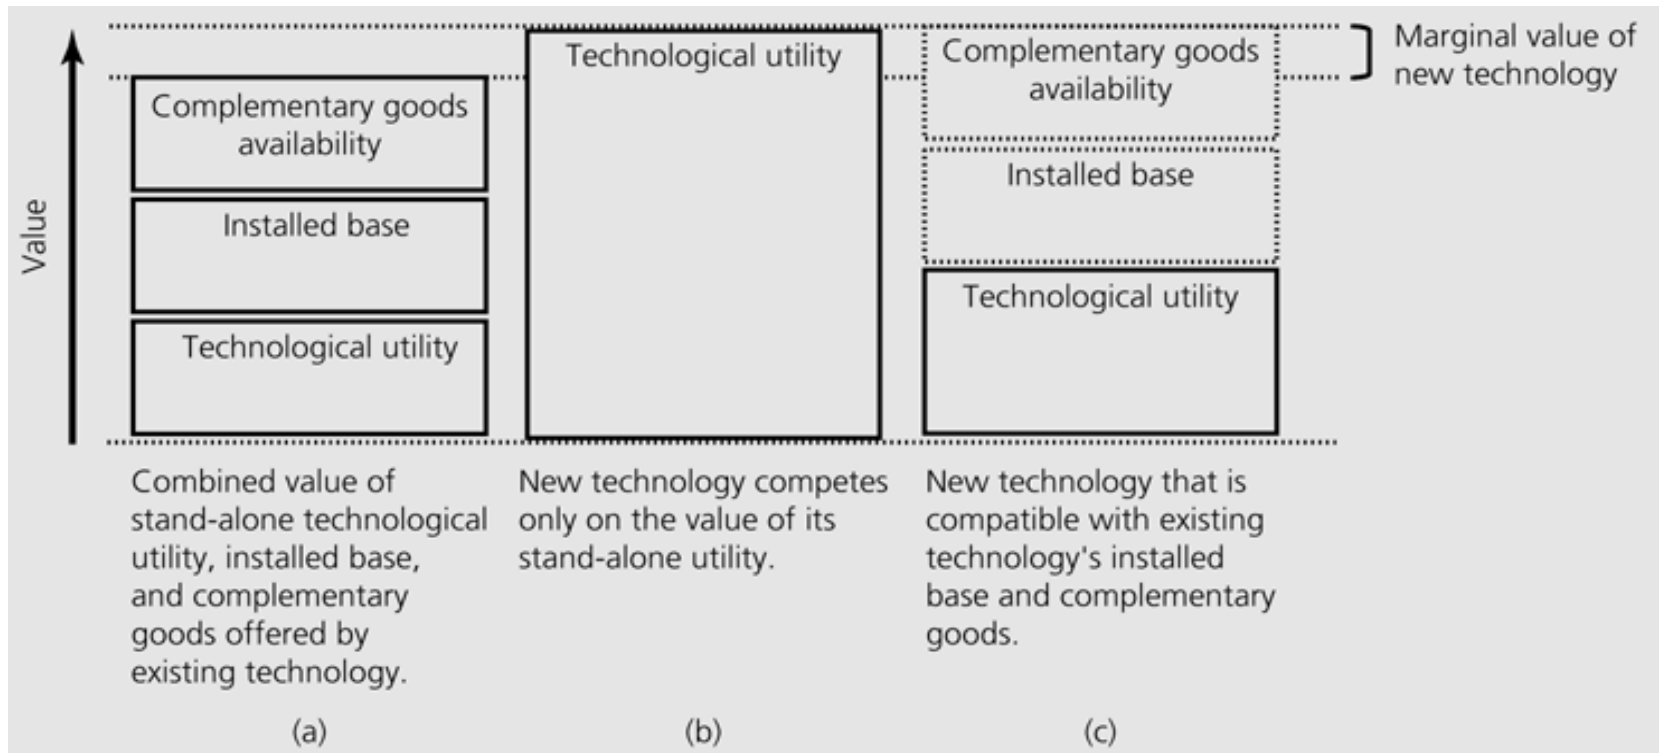 Value
Complementary goods
availability
Installed base
Technological utility
Technological utility
Complementary goods
availability
Installed base
Technological utility
Marginal value of
new technology
Combined value of
stand-alone technological
utility, installed base,
and complementary
goods offered by
existing technology.
(a)
New technology competes
only on the value of its
stand-alone utility.
(b)
New technology that is
compatible with existing
technology's installed
base and complementary
goods.
(c)